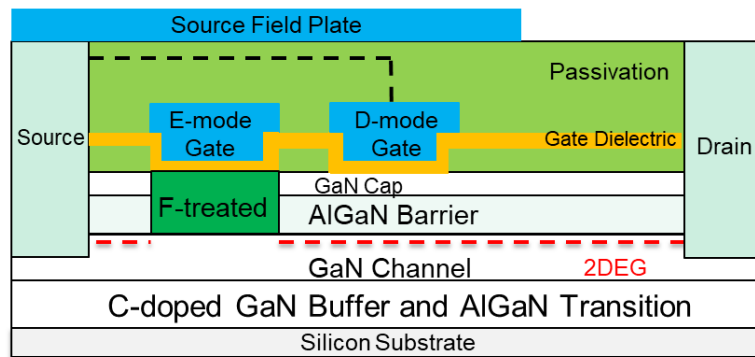 Source Field Plate
Passivation
E-mode
Gate
D-mode
Gate
Source
Gate Dielectric
Drain
GaN Cap
F-treated
AlGaN Barrier
GaN Channel
2DEG
C-doped GaN Buffer and AlGaN Transition
Silicon Substrate